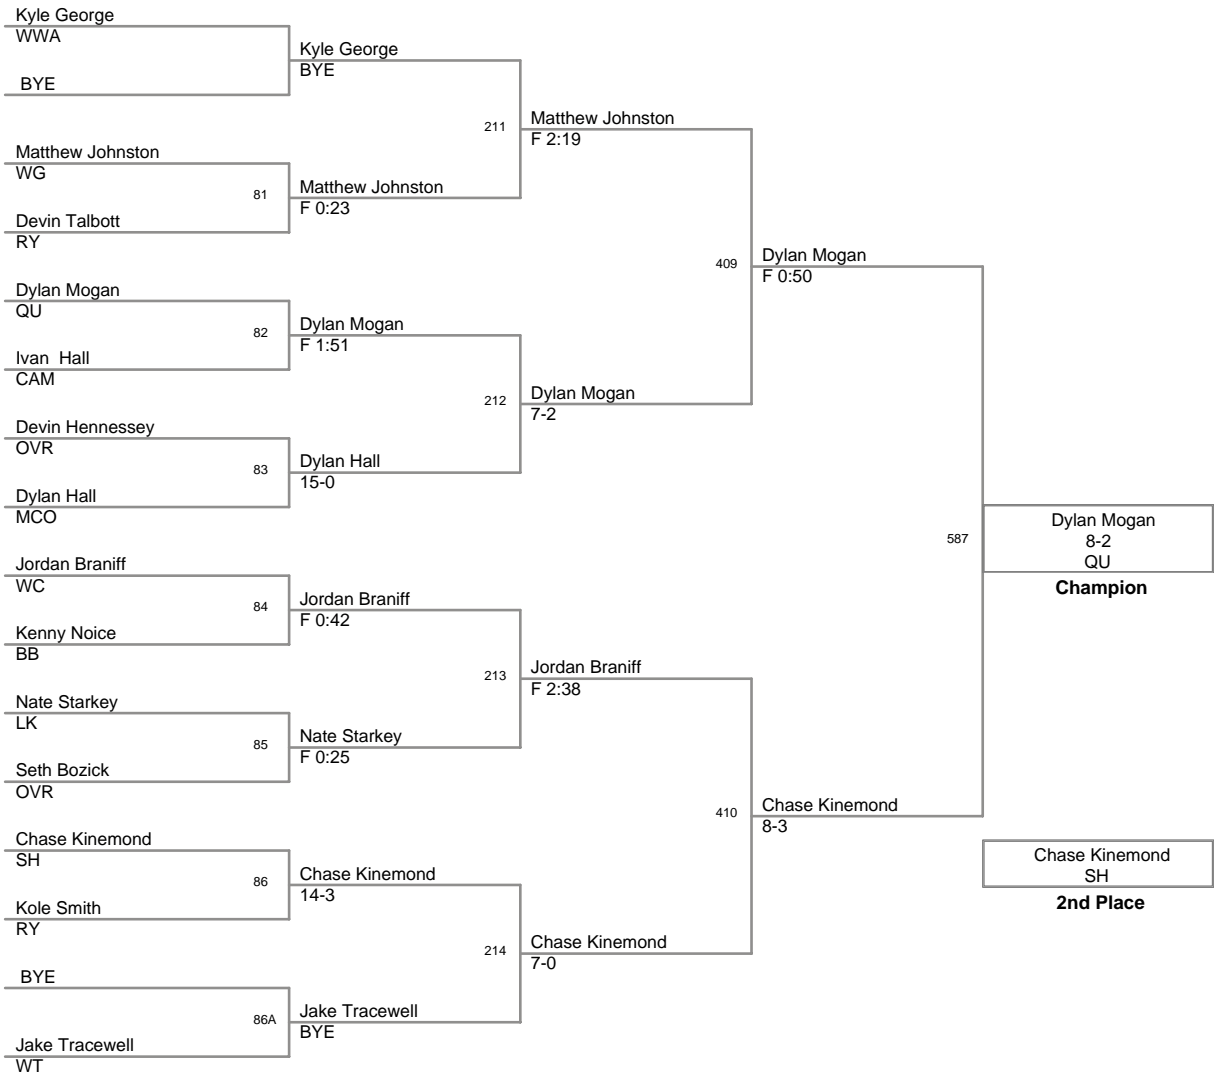 Kyle George
WWA
BYE
Kyle George
BYE
Matthew Johnston
WG
81
Devin Talbott
RY
Matthew Johnston
F 0:23
211
Matthew Johnston
F 2:19
Dylan Mogan
QU
82
Ivan  Hall
CAM
Dylan Mogan
F 1:51
Devin Hennessey
OVR
83
Dylan Hall
MCO
Dylan Hall
15-0
212
Dylan Mogan
7-2
409
Dylan Mogan
F 0:50
Jordan Braniff
WC
84
Kenny Noice
BB
Jordan Braniff
F 0:42
Nate Starkey
LK
85
Seth Bozick
OVR
Nate Starkey
F 0:25
213
Jordan Braniff
F 2:38
Chase Kinemond
SH
86
Kole Smith
RY
Chase Kinemond
14-3
BYE
86A
Jake Tracewell
WT
Jake Tracewell
BYE
214
Chase Kinemond
7-0
410
Chase Kinemond
8-3
587
Dylan Mogan
8-2
QU
Champion
Chase Kinemond
SH
2nd Place